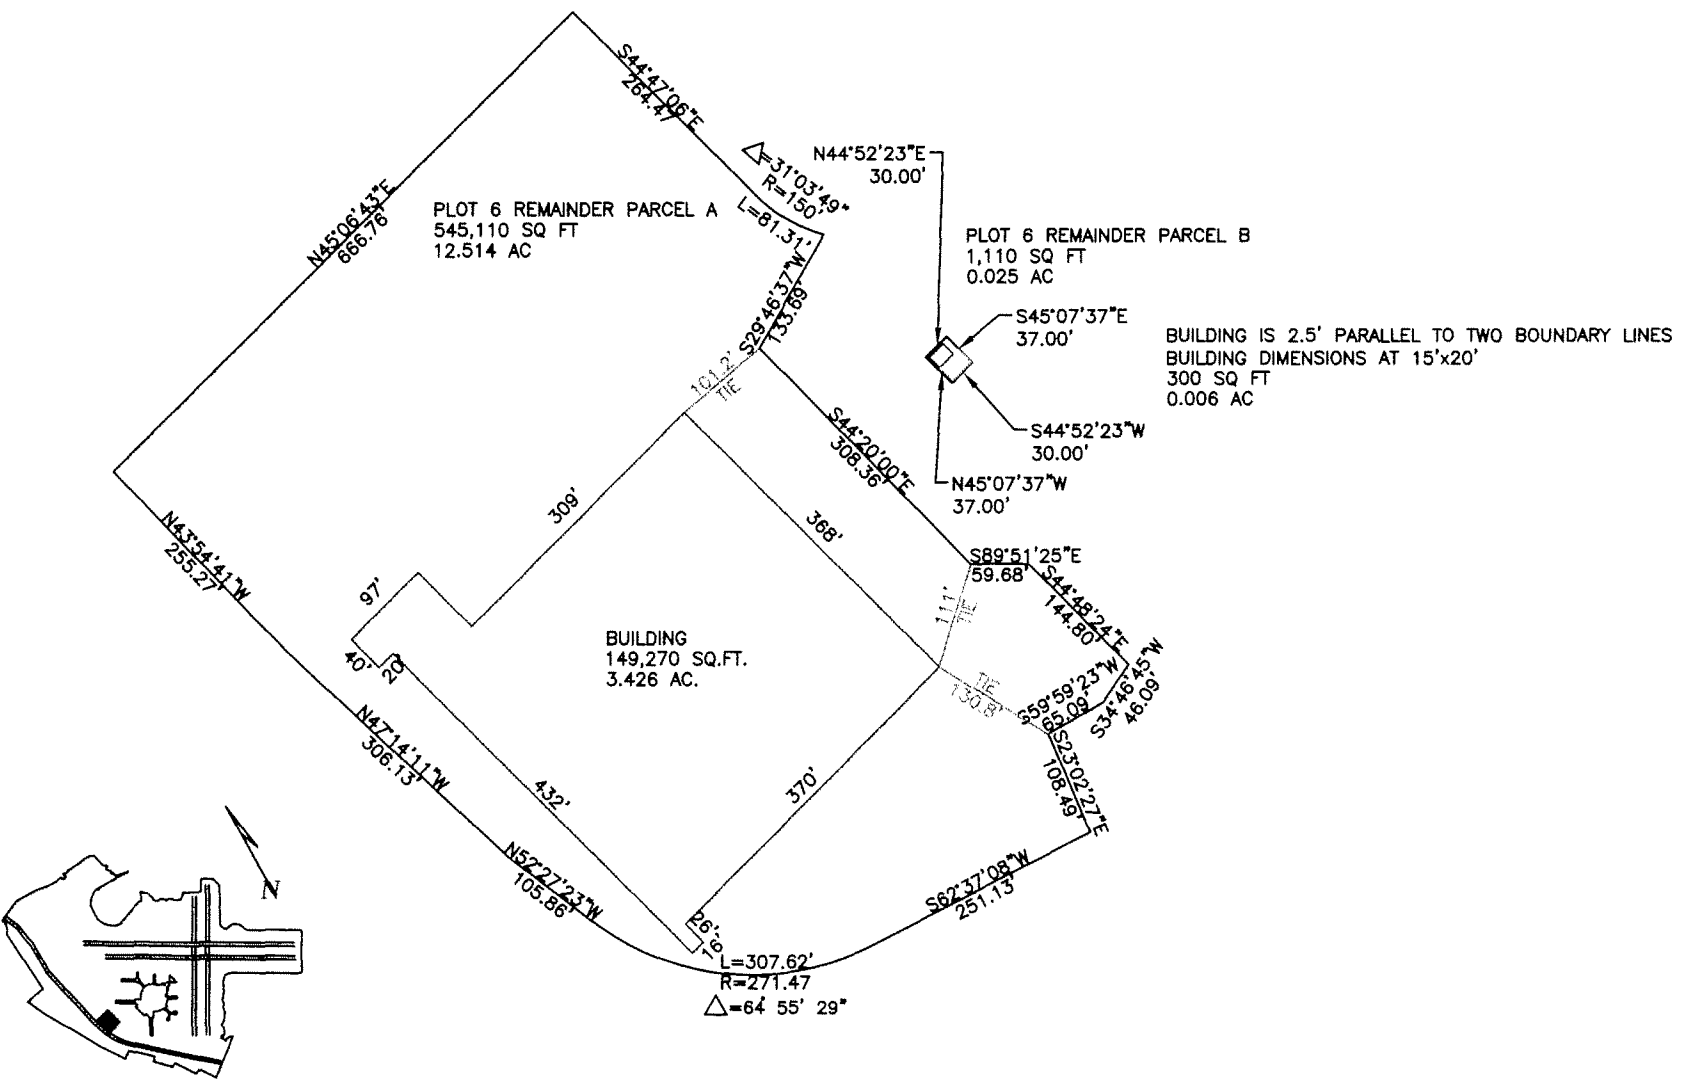 S44°47'06"E
264.47
△=31°03'49"
R=150'
L=81.31'
N44°52'23"E
30.00'
N45°06'43"E
666.76'
PLOT 6 REMAINDER PARCEL A
545,110 SQ FT
12.514 AC
PLOT 6 REMAINDER PARCEL B
1,110 SQ FT
0.025 AC
S29°46'37"W
133.69'
S45°07'37"E
37.00'
BUILDING IS 2.5' PARALLEL TO TWO BOUNDARY LINES
BUILDING DIMENSIONS AT 15'x20'
300 SQ FT
0.006 AC
101.2'
TIE
S44°20'00"E
308.36'
S44°52'23"W
30.00'
N45°07'37"W
37.00'
309'
368'
N43°54'41"W
255.27'
S89°51'25"E
59.68'
S44°48'24"E
144.80'
97'
111'
TIE
40'
20'
BUILDING
149,270 SQ.FT.
3.426 AC.
S34°46'45"W
46.09'
S59°59'23"W
65.09'
TIE
130.8'
S23°02'27"E
108.49'
N47°14'11"W
306.13'
432'
370'
N52°27'23"W
105.86'
S62°37'08"W
251.13'
26'
16'
L=307.62'
R=271.47
△=64° 55' 29"
N